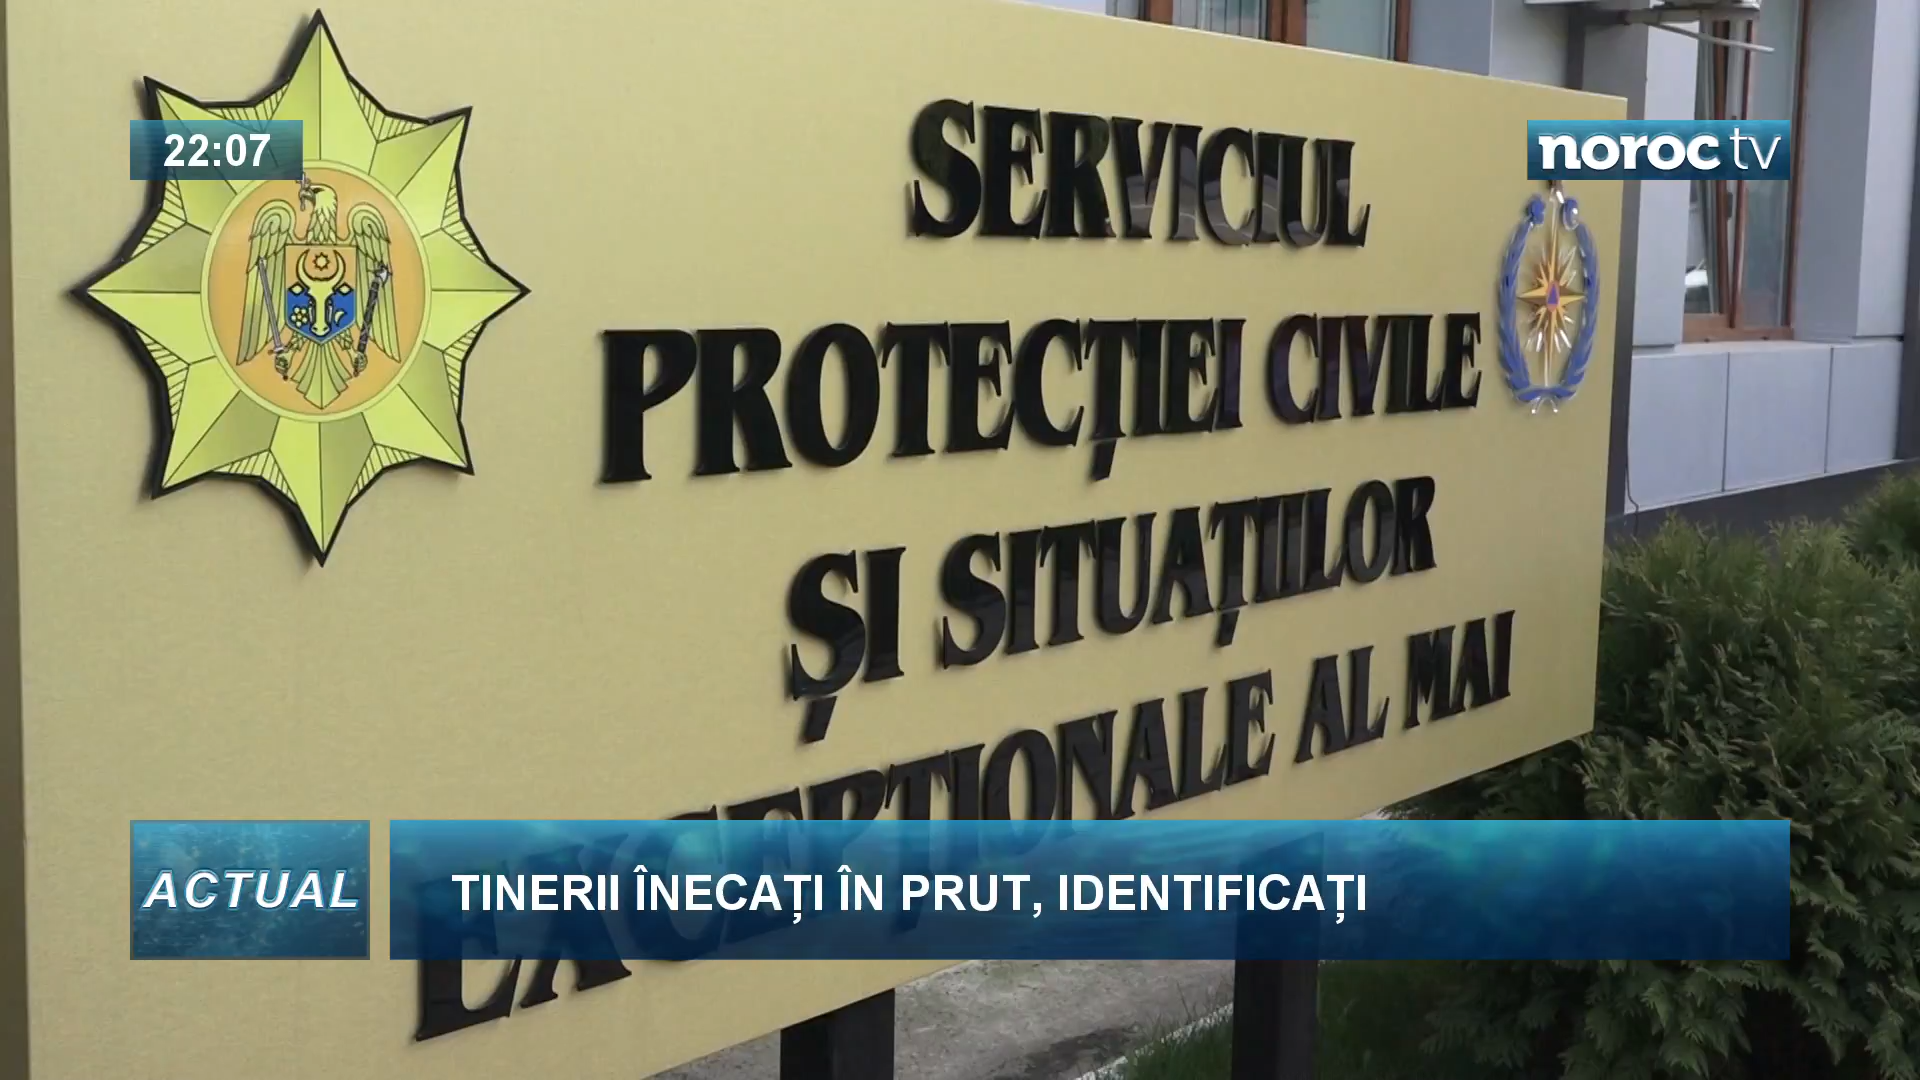 22:07
noroc tv
SERVICIUL
PROTECȚIEI CIVILE
ȘI SITUAȚIILOR
EXCEPȚIONALE AL MAI
ACTUAL
TINERII ÎNECAȚI ÎN PRUT, IDENTIFICAȚI